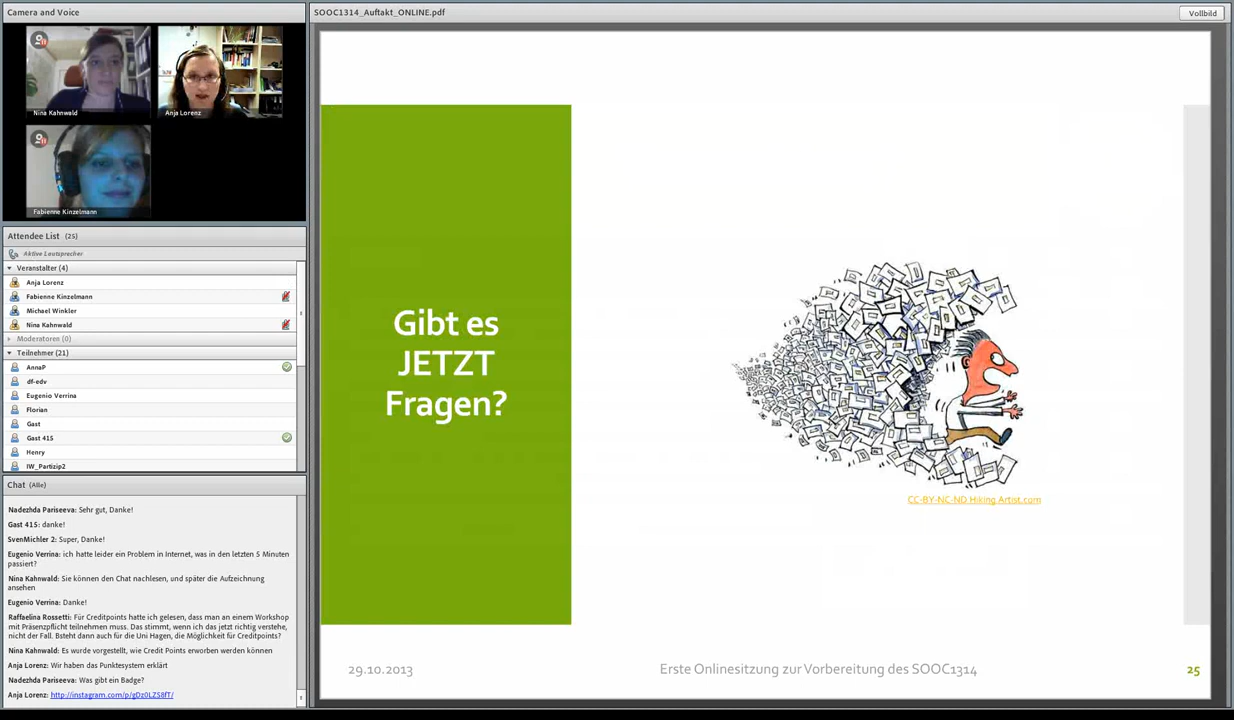 Camera and Voice
Nina Kahnwald
Anja Lorenz
Fabienne Kinzelmann
Attendee List (25)
Aktive Lautsprecher
Veranstalter (4)
Anja Lorenz
Fabienne Kinzelmann
Michael Winkler
Nina Kahnwald
Moderatoren (0)
Teilnehmer (21)
AnnaP
df-edv
Eugenio Verrina
Florian
Gast
Gast 415
Henry
IW_Partizip2
Chat (Alle)
Nadezhda Pariseeva: Sehr gut, Danke!
Gast 415: danke!
SvenMichler 2: Super, Danke!
Eugenio Verrina: ich hatte leider ein Problem in Internet, was in den letzten 5 Minuten
passiert?
Nina Kahnwald: Sie können den Chat nachlesen, und später die Aufzeichnung
ansehen
Eugenio Verrina: Danke!
Raffaelina Rossetti: Für Creditpoints hatte ich gelesen, dass man an einem Workshop
mit Präsenzpflicht teilnehmen muss. Das stimmt, wenn ich das jetzt richtig verstehe,
nicht der Fall. Bsteht dann auch für die Uni Hagen, die Möglichkeit für Creditpoints?
Nina Kahnwald: Es wurde vorgestellt, wie Credit Points erworben werden können
Anja Lorenz: Wir haben das Punktesystem erklärt
Nadezhda Pariseeva: Was gibt ein Badge?
Anja Lorenz: http://instagram.com/p/gDz0LZS8fT/
SOOC1314_Auftakt_ONLINE.pdf
Vollbild
Gibt es
JETZT
Fragen?
CC-BY-NC-ND Hiking Artist.com
29.10.2013
Erste Onlinesitzung zur Vorbereitung des SOOC1314
25